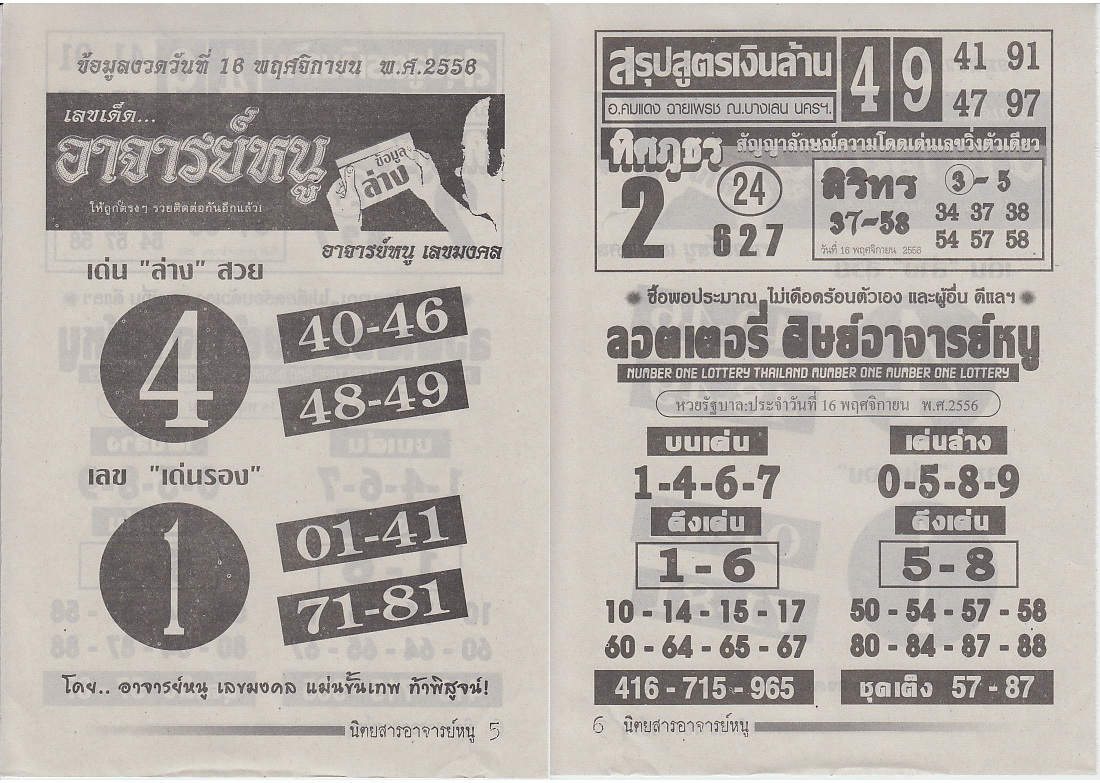 ข้อมูลงวดวันที่ 16 พฤศจิกายน พ.ศ.2556
เลขเด็ด...
อาจารย์หนู
ข้อมูล
ล่าง
ให้ถูกตรงๆ รวยติดต่อกันอีกแล้ว!
อาจารย์หนู เลขมงคล
เด่น "ล่าง" สวย
4
40-46
48-49
เลข "เด่นรอง"
1
01-41
71-81
โดย.. อาจารย์หนู เลขมงคล แม่นขั้นเทพ ท้าพิสูจน์!
นิตยสารอาจารย์หนู 5
สรุปสูตรเงินล้าน
4 9
41 91
47 97
อ.คมแดง ฉายเพชร ณ.บางเลน นครฯ.
สัญญาลักษณ์ความโดดเด่นเลขวิ่งตัวเดียว
2
24
627
สิริทร
3 - 5
37-58
34 37 38
54 57 58
วันที่ 16 พฤศจิกายน 2556
ซื้อพอประมาณ ไม่เดือดร้อนตัวเอง และผู้อื่น ดีแลฯ
ลอตเตอรี่ ศิษย์อาจารย์หนู
NUMBER ONE LOTTERY THAILAND NUMBER ONE NUMBER ONE LOTTERY
หวยรัฐบาล:ประจำวันที่ 16 พฤศจิกายน พ.ศ.2556
บนเด่น
1-4-6-7
ดึงเด่น
1 - 6
10 - 14 - 15 - 17
60 - 64 - 65 - 67
416 - 715 - 965
เด่นล่าง
0-5-8-9
ดึงเด่น
5 - 8
50 - 54 - 57 - 58
80 - 84 - 87 - 88
ชุดเต็ง 57 - 87
6 นิตยสารอาจารย์หนู